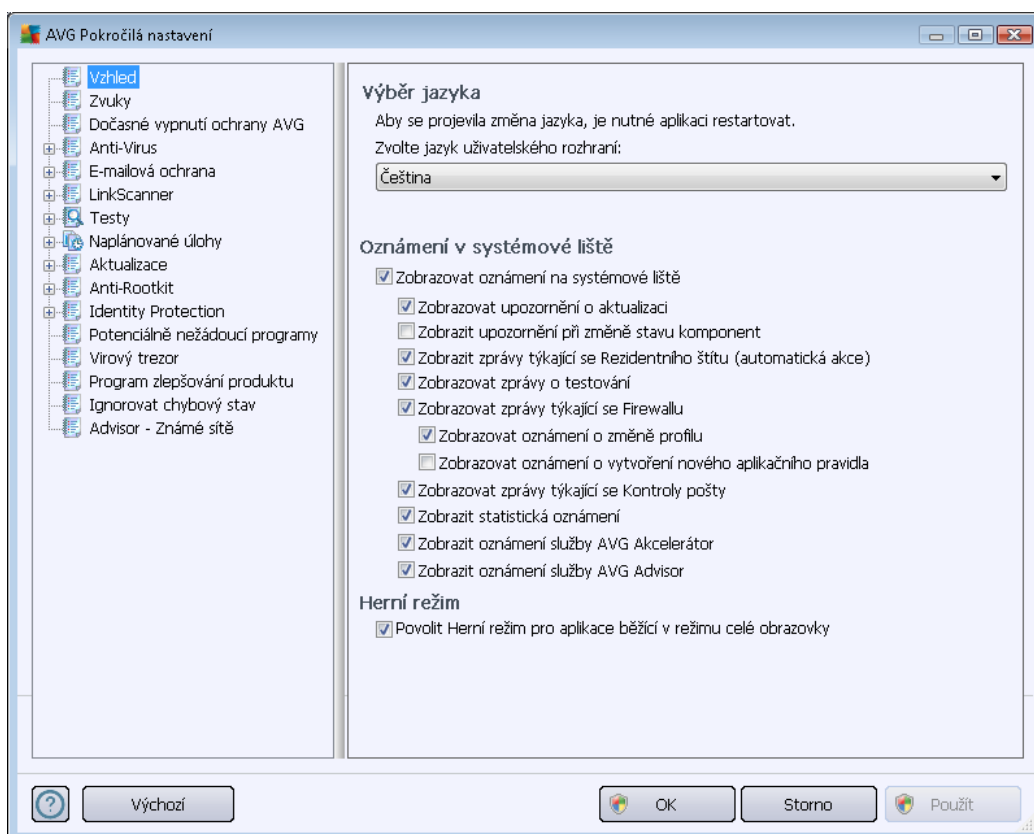 AVG Pokročilá nastavení
Vzhled
Zvuky
Dočasné vypnutí ochrany AVG
Anti-Virus
E-mailová ochrana
LinkScanner
Testy
Naplánované úlohy
Aktualizace
Anti-Rootkit
Identity Protection
Potenciálně nežádoucí programy
Virový trezor
Program zlepšování produktu
Ignorovat chybový stav
Advisor - Známé sítě
Výběr jazyka
Aby se projevila změna jazyka, je nutné aplikaci restartovat.
Zvolte jazyk uživatelského rozhraní:
Čeština
Oznámení v systémové liště
Zobrazovat oznámení na systémové liště
Zobrazovat upozornění o aktualizaci
Zobrazit upozornění při změně stavu komponent
Zobrazit zprávy týkající se Rezidentního štítu (automatická akce)
Zobrazovat zprávy o testování
Zobrazovat zprávy týkající se Firewallu
Zobrazovat oznámení o změně profilu
Zobrazovat oznámení o vytvoření nového aplikačního pravidla
Zobrazovat zprávy týkající se Kontroly pošty
Zobrazit statistická oznámení
Zobrazit oznámení služby AVG Akcelerátor
Zobrazit oznámení služby AVG Advisor
Herní režim
Povolit Herní režim pro aplikace běžící v režimu celé obrazovky
Výchozí
OK
Storno
Použít